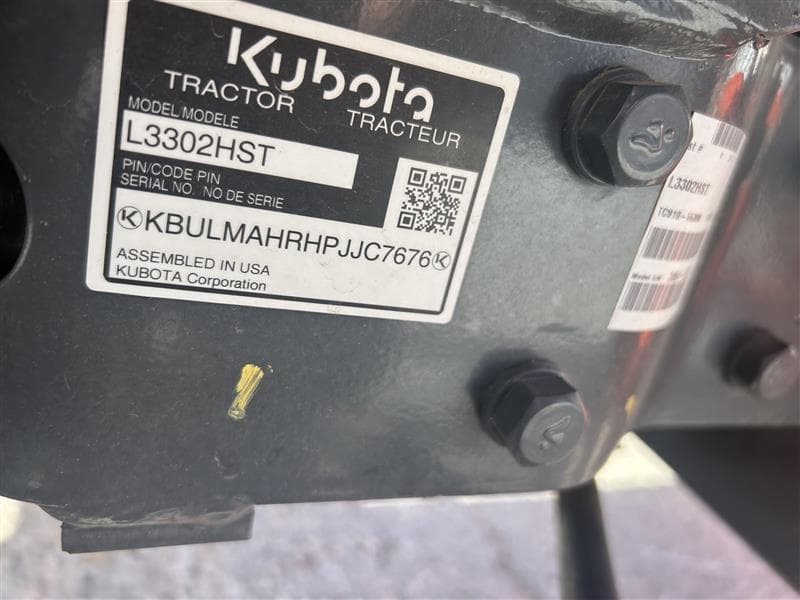 Kubota
TRACTOR
TRACTEUR
MODEL/MODELE
L3302HST
PIN/CODE PIN
SERIAL NO. NO DE SERIE
KBULMAHRHPJJC7676
ASSEMBLED IN USA
KUBOTA Corporation
L3302HST